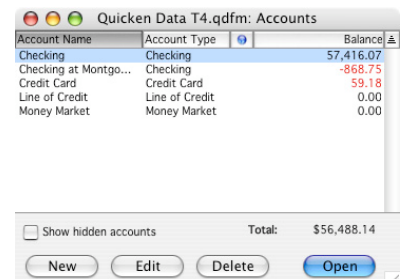 Quicken Data T4.qdfm: Accounts
Account Name Account Type Balance
Checking Checking 57,416.07
Checking at Montgo... Checking -868.75
Credit Card Credit Card 59.18
Line of Credit Line of Credit 0.00
Money Market Money Market 0.00
Show hidden accounts Total: $56,488.14
New Edit Delete Open